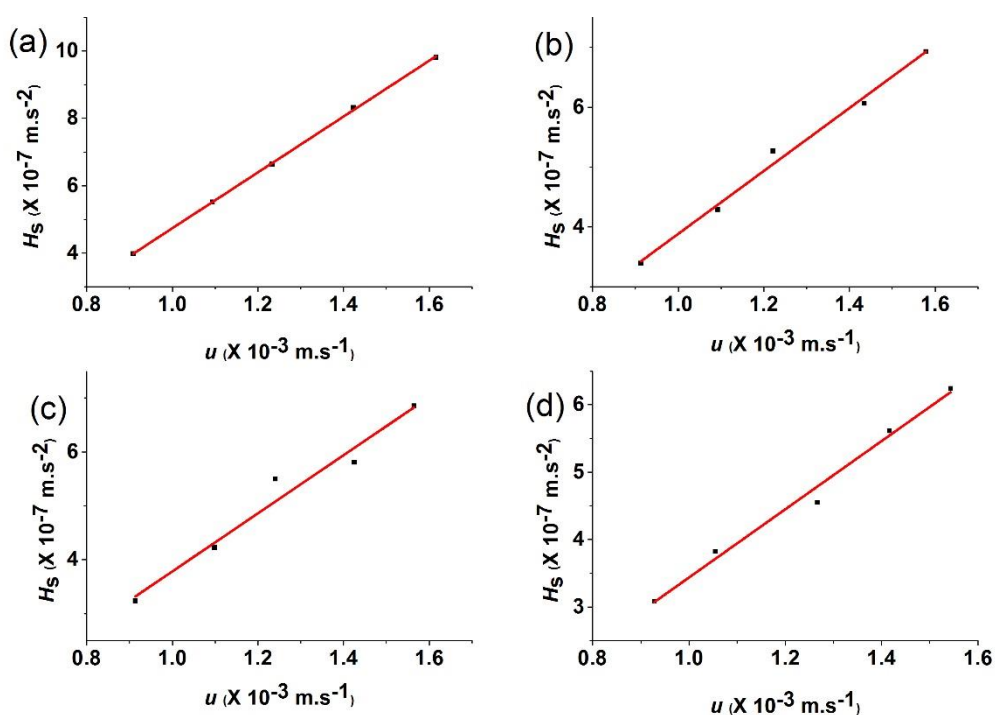 (a)
10
8
6
4
H_S (X 10^-7 m.s^-2)
0.8 1.0 1.2 1.4 1.6
u (X 10^-3 m.s^-1)
(b)
6
4
H_S (X 10^-7 m.s^-2)
0.8 1.0 1.2 1.4 1.6
u (X 10^-3 m.s^-1)
(c)
6
4
H_S (X 10^-7 m.s^-2)
0.8 1.0 1.2 1.4 1.6
u (X 10^-3 m.s^-1)
(d)
6
5
4
3
H_S (X 10^-7 m.s^-2)
0.8 1.0 1.2 1.4 1.6
u (X 10^-3 m.s^-1)